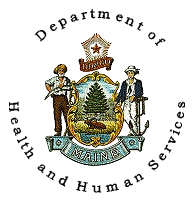 Department of
DIRIGO
MAINE
Health and Human Services